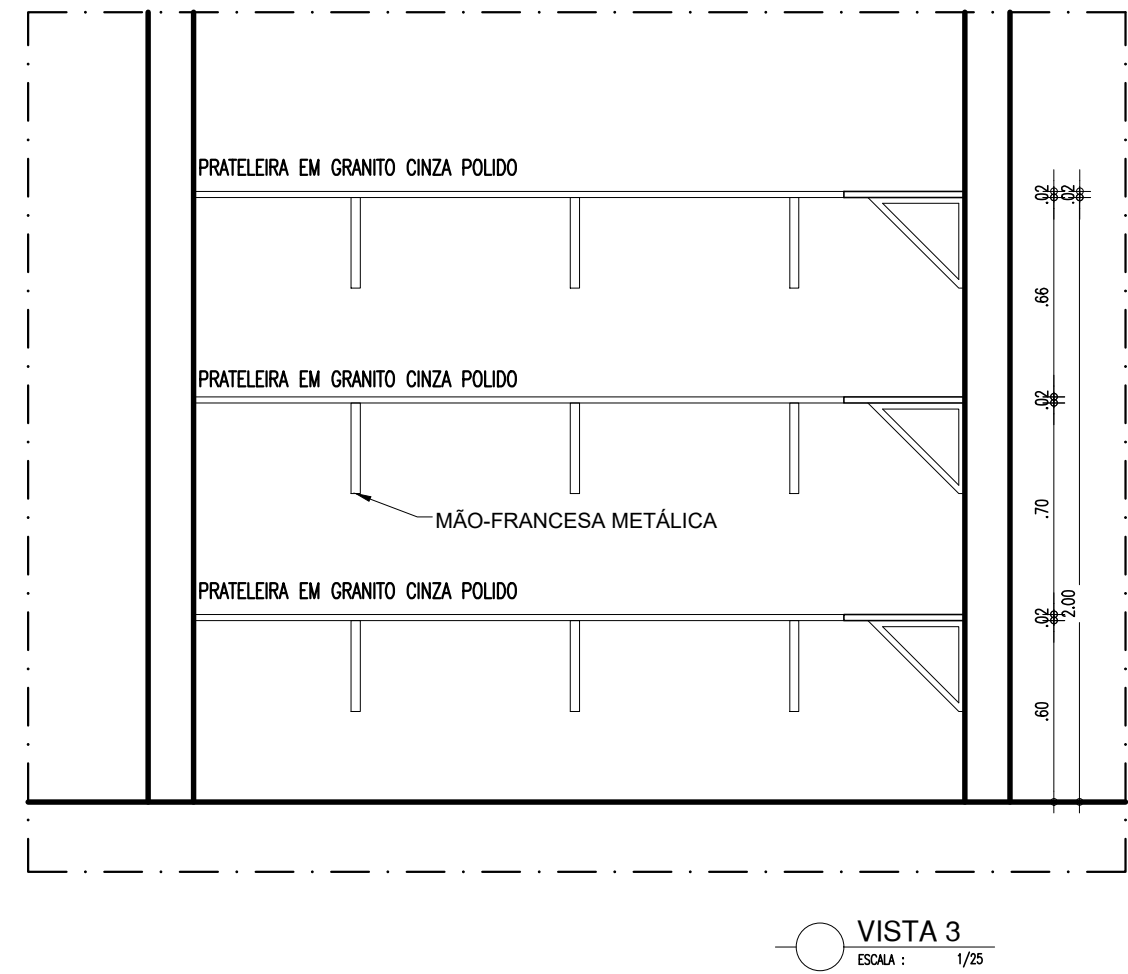 PRATELEIRA EM GRANITO CINZA POLIDO
.02
.02
.66
PRATELEIRA EM GRANITO CINZA POLIDO
.02
.70
MÃO-FRANCESA METÁLICA
PRATELEIRA EM GRANITO CINZA POLIDO
.02
2.00
.60
VISTA 3
ESCALA : 1/25